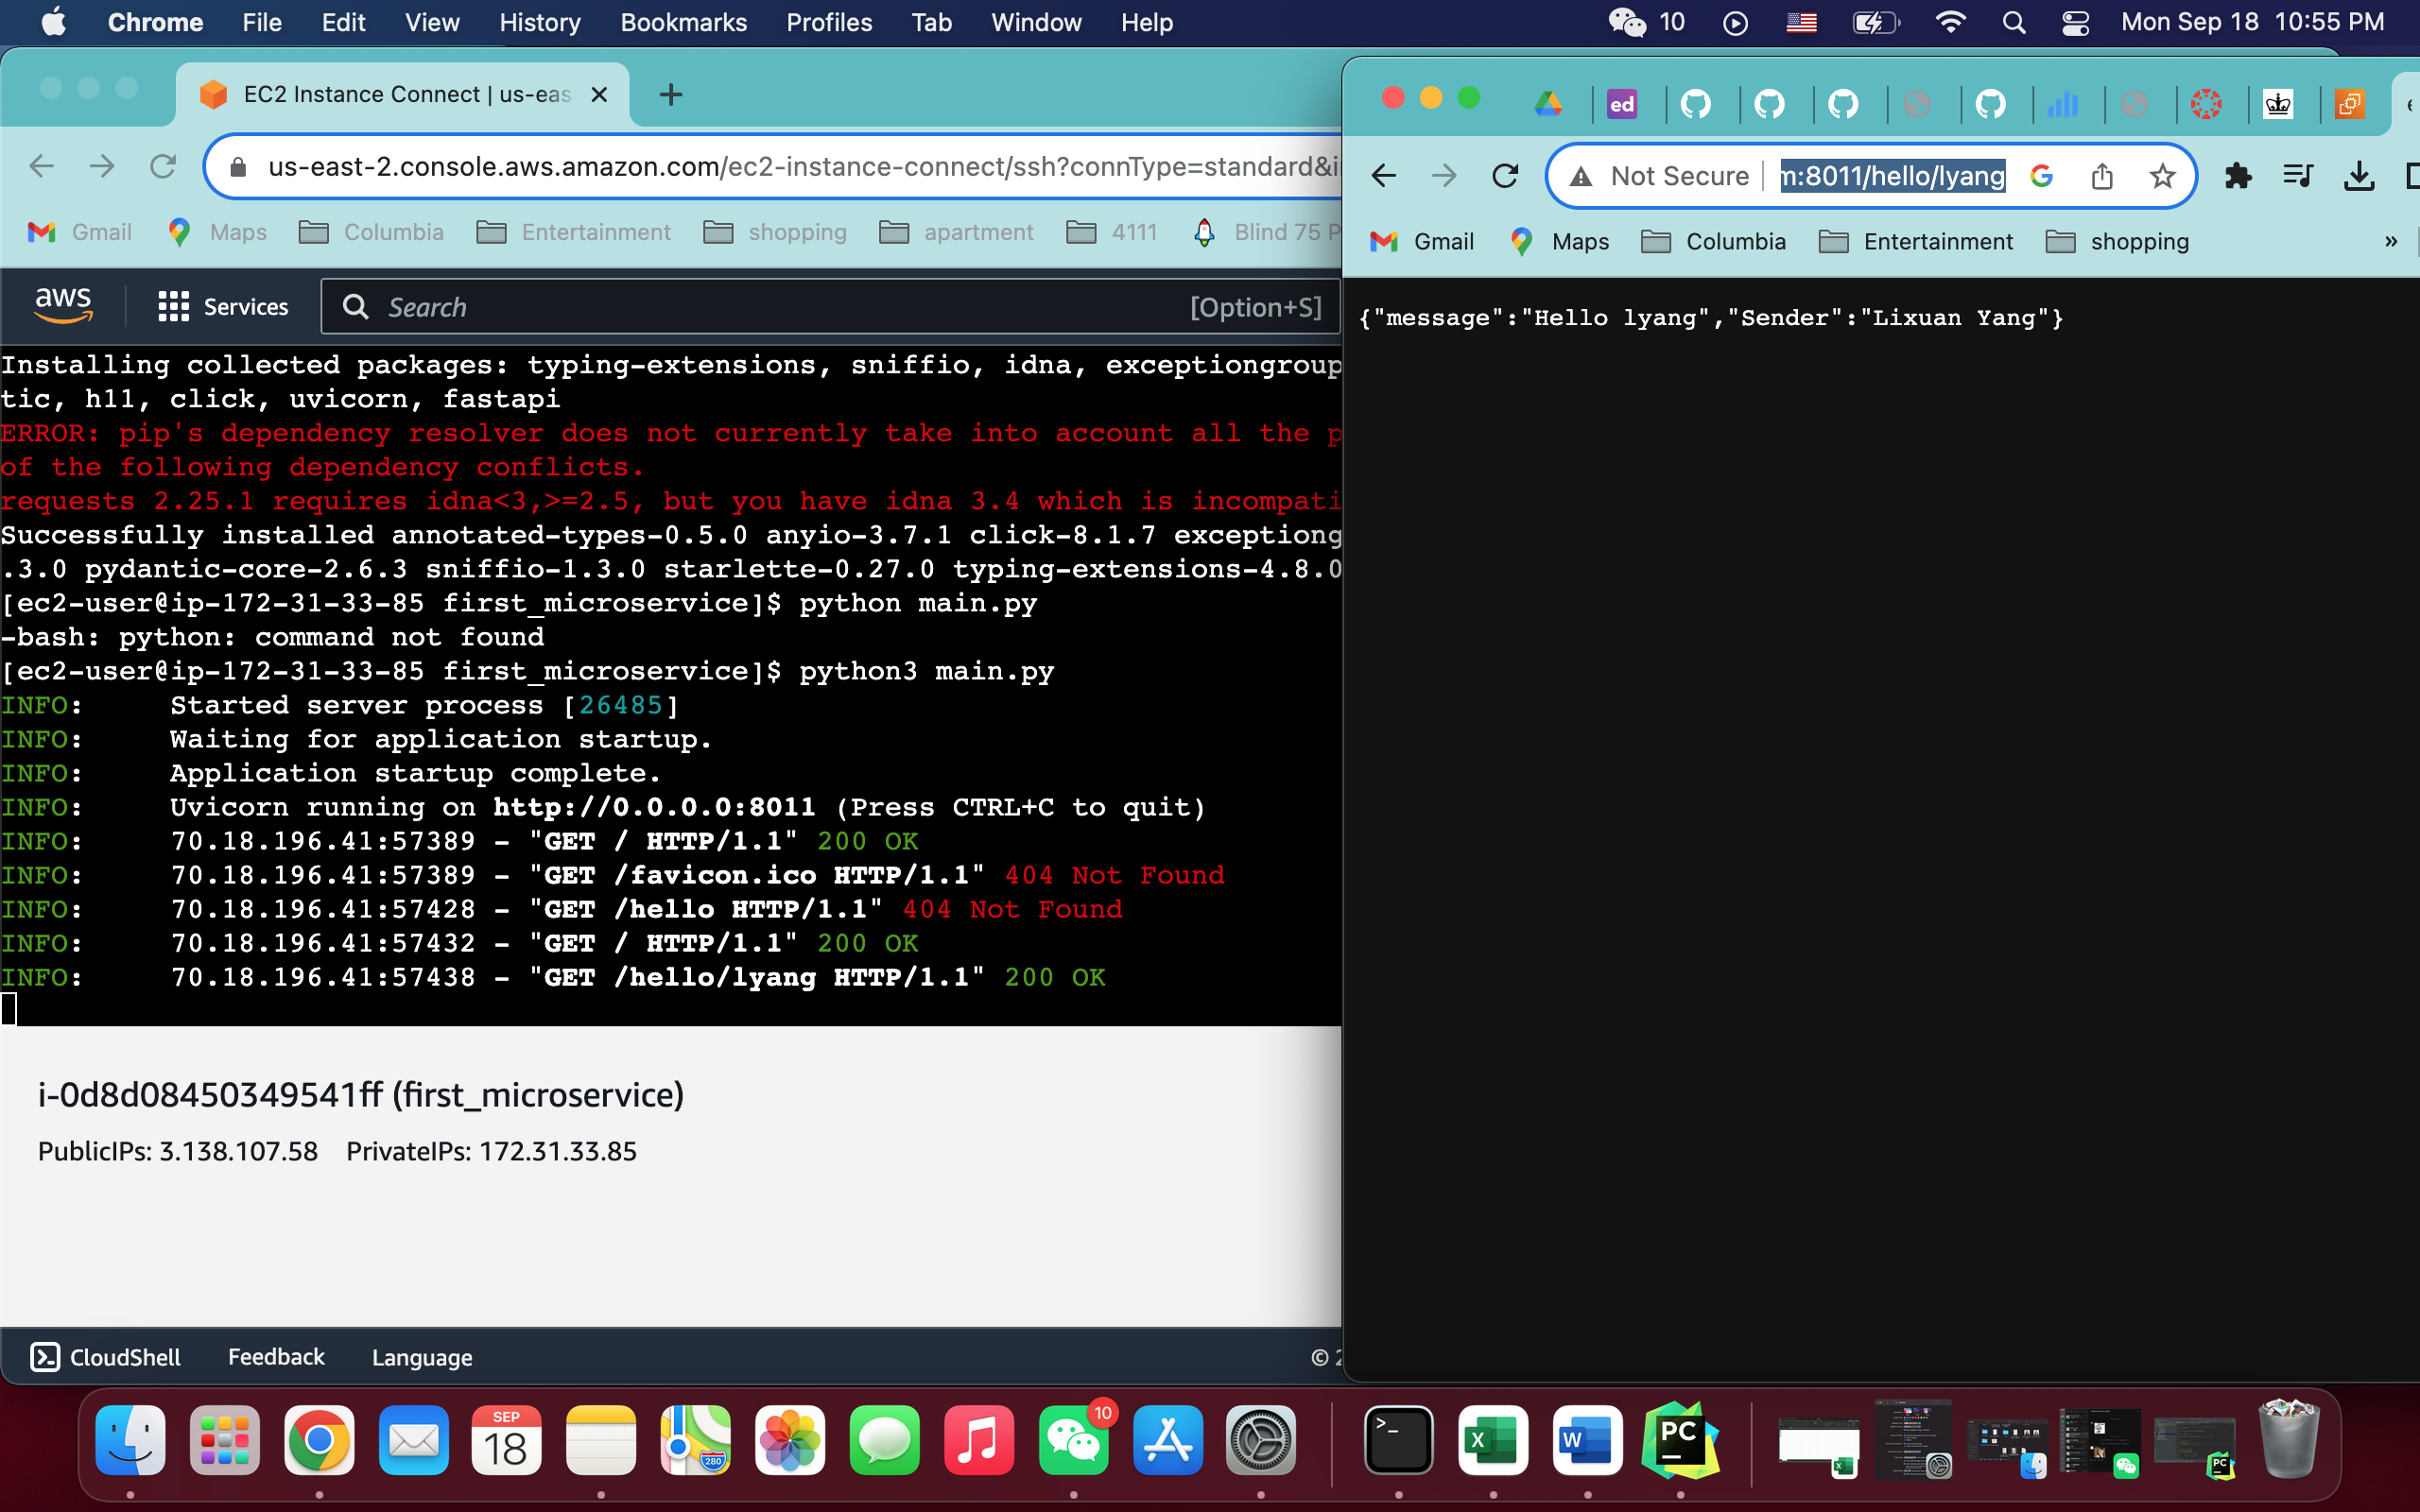 Chrome File Edit View History Bookmarks Profiles Tab Window Help 10 Mon Sep 18 10:55 PM
EC2 Instance Connect | us-eas
us-east-2.console.aws.amazon.com/ec2-instance-connect/ssh?connType=standard&i
Gmail Maps Columbia Entertainment shopping apartment 4111 Blind 75 P
aws Services Search [Option+S]
Installing collected packages: typing-extensions, sniffio, idna, exceptiongroup
tic, h11, click, uvicorn, fastapi
ERROR: pip's dependency resolver does not currently take into account all the p
of the following dependency conflicts.
requests 2.25.1 requires idna<3,>=2.5, but you have idna 3.4 which is incompati
Successfully installed annotated-types-0.5.0 anyio-3.7.1 click-8.1.7 exceptiong
.3.0 pydantic-core-2.6.3 sniffio-1.3.0 starlette-0.27.0 typing-extensions-4.8.0
[ec2-user@ip-172-31-33-85 first_microservice]$ python main.py
-bash: python: command not found
[ec2-user@ip-172-31-33-85 first_microservice]$ python3 main.py
INFO: Started server process [26485]
INFO: Waiting for application startup.
INFO: Application startup complete.
INFO: Uvicorn running on http://0.0.0.0:8011 (Press CTRL+C to quit)
INFO: 70.18.196.41:57389 - "GET / HTTP/1.1" 200 OK
INFO: 70.18.196.41:57389 - "GET /favicon.ico HTTP/1.1" 404 Not Found
INFO: 70.18.196.41:57428 - "GET /hello HTTP/1.1" 404 Not Found
INFO: 70.18.196.41:57432 - "GET / HTTP/1.1" 200 OK
INFO: 70.18.196.41:57438 - "GET /hello/lyang HTTP/1.1" 200 OK
i-0d8d08450349541ff (first_microservice)
PublicIPs: 3.138.107.58 PrivateIPs: 172.31.33.85
CloudShell Feedback Language © 2
ed
Not Secure m:8011/hello/lyang
Gmail Maps Columbia Entertainment shopping »
{"message":"Hello lyang","Sender":"Lixuan Yang"}
SEP
18
280
10
>_
X
W
PC